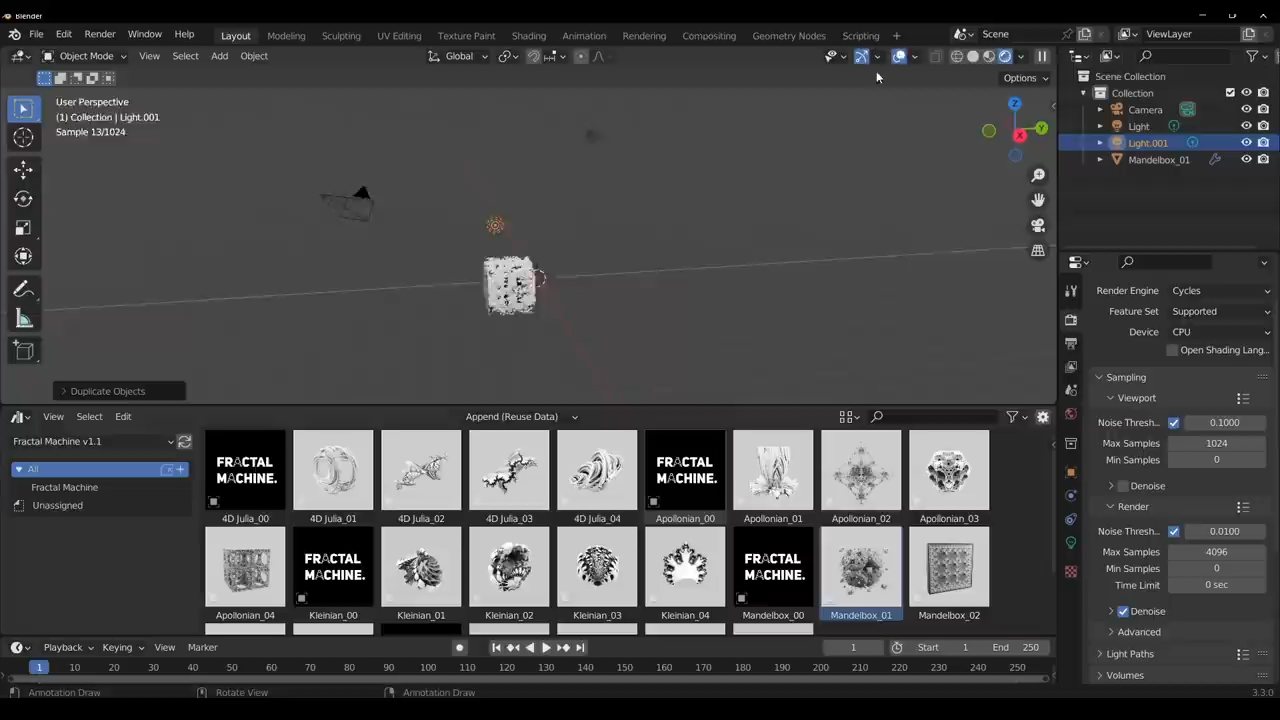 Blender
File Edit Render Window Help Layout Modeling Sculpting UV Editing Texture Paint Shading Animation Rendering Compositing Geometry Nodes Scripting + Scene ViewLayer
Object Mode View Select Add Object Global
Options
User Perspective
(1) Collection | Light.001
Sample 13/1024
Z
Y
X
Duplicate Objects
Scene Collection
Collection
Camera
Light
Light.001
Mandelbox_01
Render Engine Cycles
Feature Set Supported
Device CPU
Open Shading Lang...
Sampling
Viewport
Noise Thresh... 0.1000
Max Samples 1024
Min Samples 0
Denoise
Render
Noise Thresh... 0.0100
Max Samples 4096
Min Samples 0
Time Limit 0 sec
Denoise
Advanced
Light Paths
Volumes
View Select Edit Append (Reuse Data)
Fractal Machine v1.1
All
Fractal Machine
Unassigned
FRACTAL
MACHINE.
FRACTAL
MACHINE.
4D Julia_00 4D Julia_01 4D Julia_02 4D Julia_03 4D Julia_04 Apollonian_00 Apollonian_01 Apollonian_02 Apollonian_03
FRACTAL
MACHINE.
FRACTAL
MACHINE.
Apollonian_04 Kleinian_00 Kleinian_01 Kleinian_02 Kleinian_03 Kleinian_04 Mandelbox_00 Mandelbox_01 Mandelbox_02
Playback Keying View Marker 1 Start 1 End 250
1 10 20 30 40 50 60 70 80 90 100 110 120 130 140 150 160 170 180 190 200 210 220 230 240 250
Annotation Draw Rotate View Annotation Draw 3.3.0